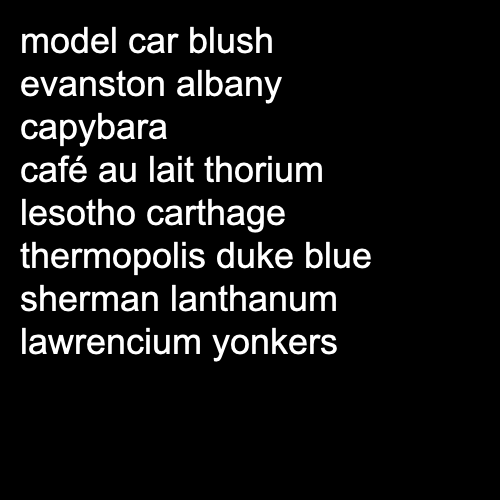 model car blush
evanston albany
capybara
café au lait thorium
lesotho carthage
thermopolis duke blue
sherman lanthanum
lawrencium yonkers